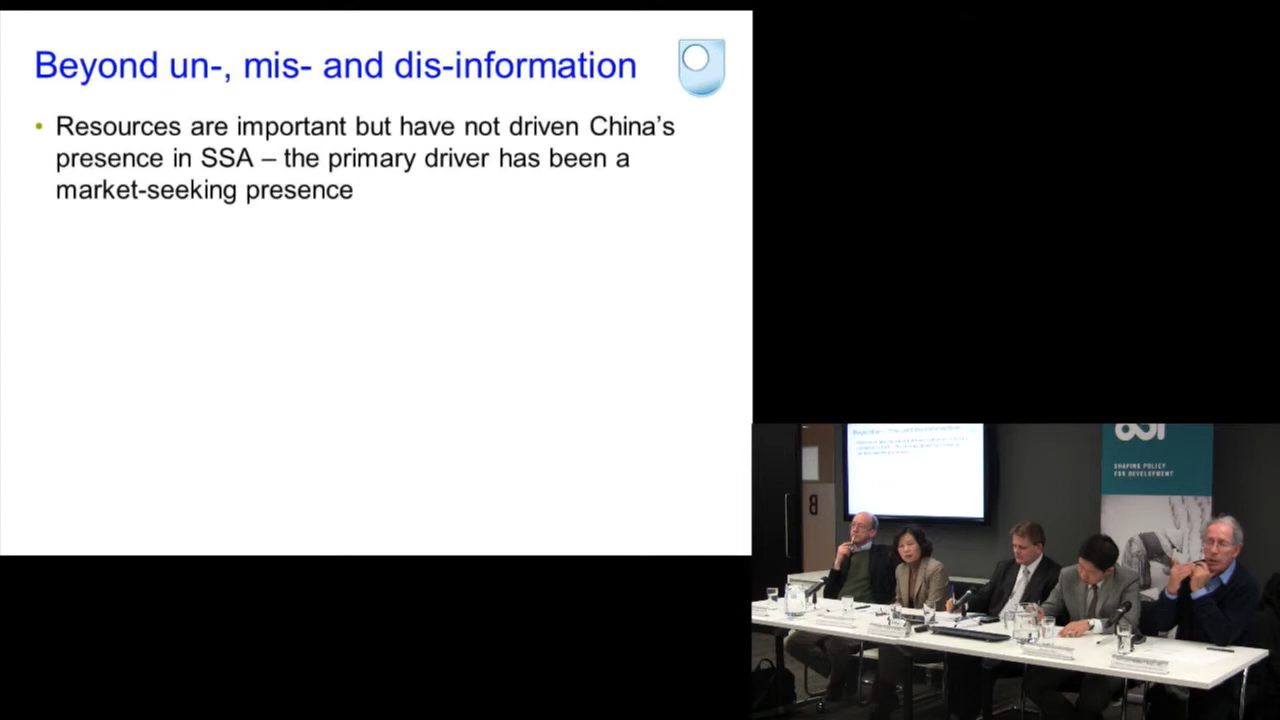 Beyond un-, mis- and dis-information
• Resources are important but have not driven China's
presence in SSA – the primary driver has been a
market-seeking presence
SHAPING POLICY
FOR DEVELOPMENT